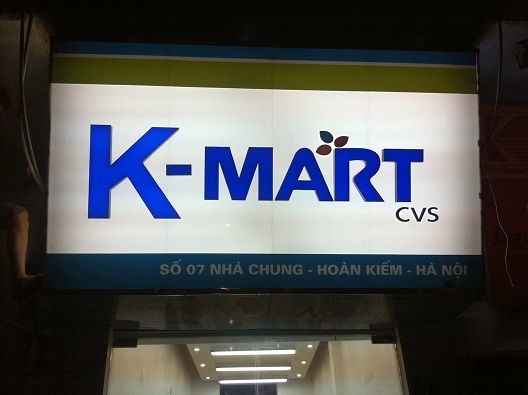 K-MART
CVS
SỐ 07 NHÀ CHUNG - HOÀN KIẾM - HÀ NỘI